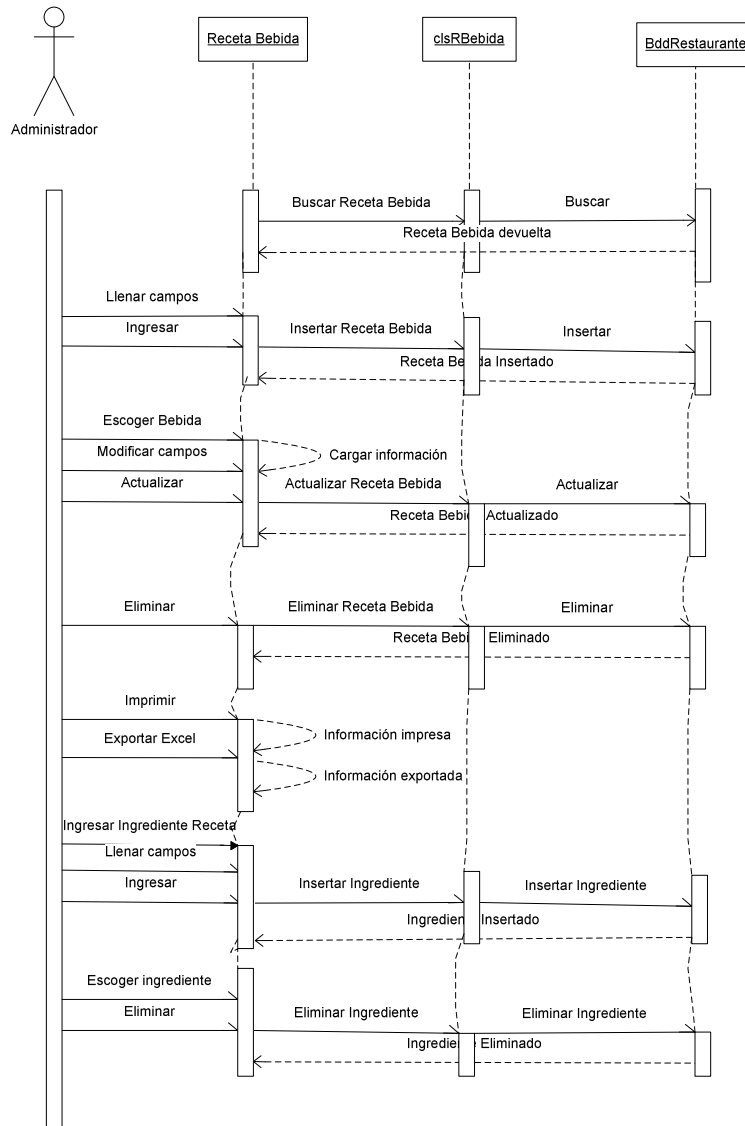 Receta Bebida
clsRBebida
BddRestaurante
Administrador
Buscar Receta Bebida
Buscar
Receta Bebida devuelta
Llenar campos
Ingresar
Insertar Receta Bebida
Insertar
Receta Bebida Insertado
Escoger Bebida
Modificar campos
Cargar información
Actualizar
Actualizar Receta Bebida
Actualizar
Receta Bebida Actualizado
Eliminar
Eliminar Receta Bebida
Eliminar
Receta Bebida Eliminado
Imprimir
Información impresa
Exportar Excel
Información exportada
Ingresar Ingrediente Receta
Llenar campos
Ingresar
Insertar Ingrediente
Insertar Ingrediente
Ingrediente Insertado
Escoger ingrediente
Eliminar
Eliminar Ingrediente
Eliminar Ingrediente
Ingrediente Eliminado